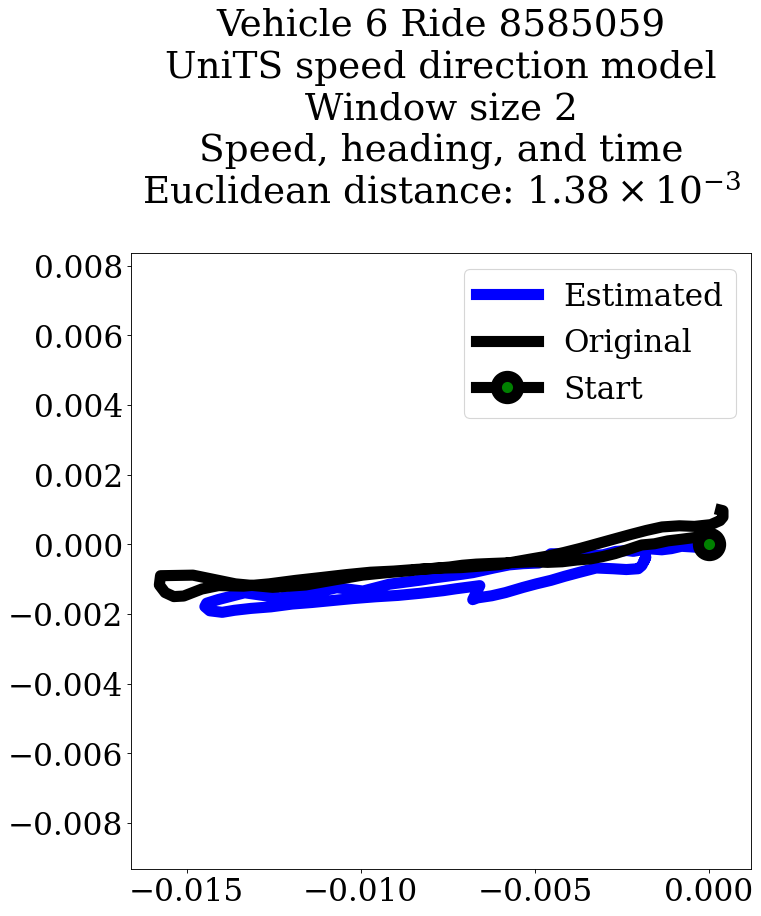 Vehicle 6 Ride 8585059
UniTS speed direction model
Window size 2
Speed, heading, and time
Euclidean distance: 1.38 × 10⁻³
Estimated
Original
Start
0.008
0.006
0.004
0.002
0.000
−0.002
−0.004
−0.006
−0.008
−0.015 −0.010 −0.005 0.000